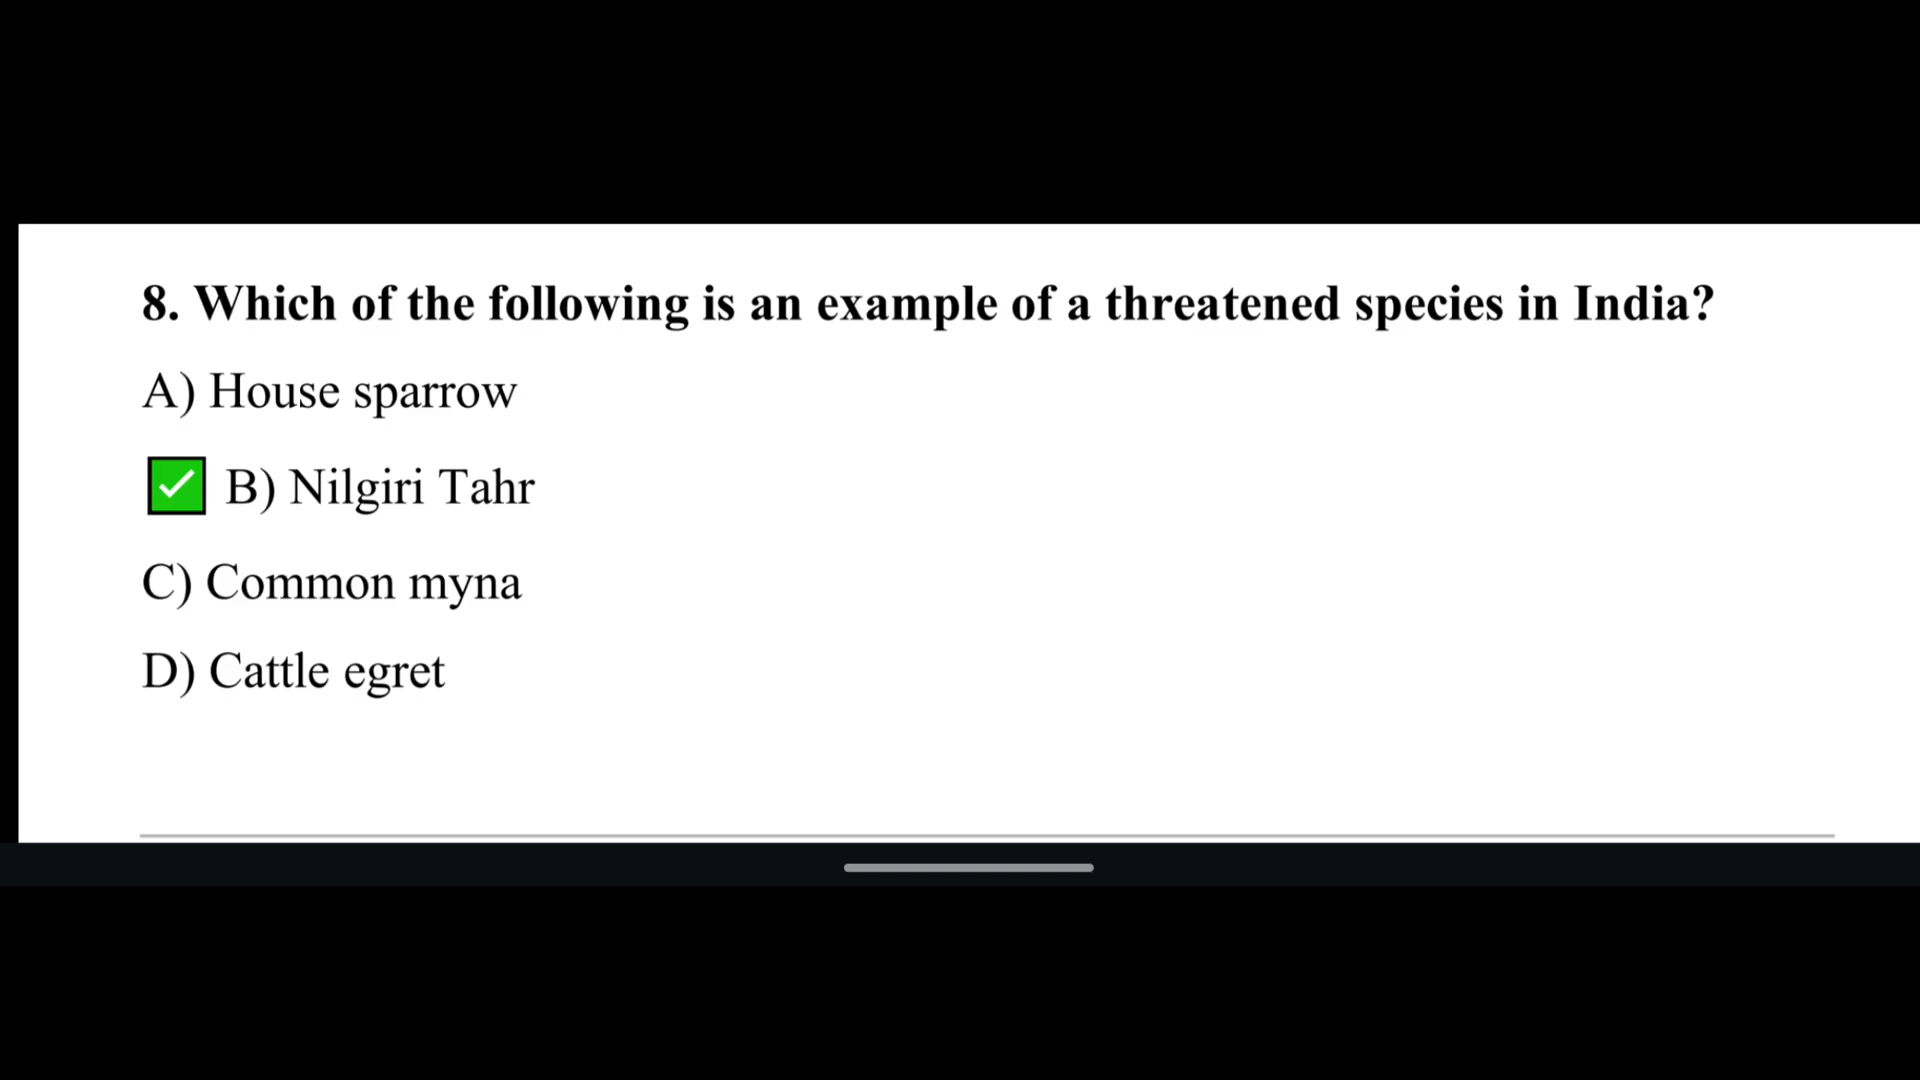 8. Which of the following is an example of a threatened species in India?
A) House sparrow
✅ B) Nilgiri Tahr
C) Common myna
D) Cattle egret